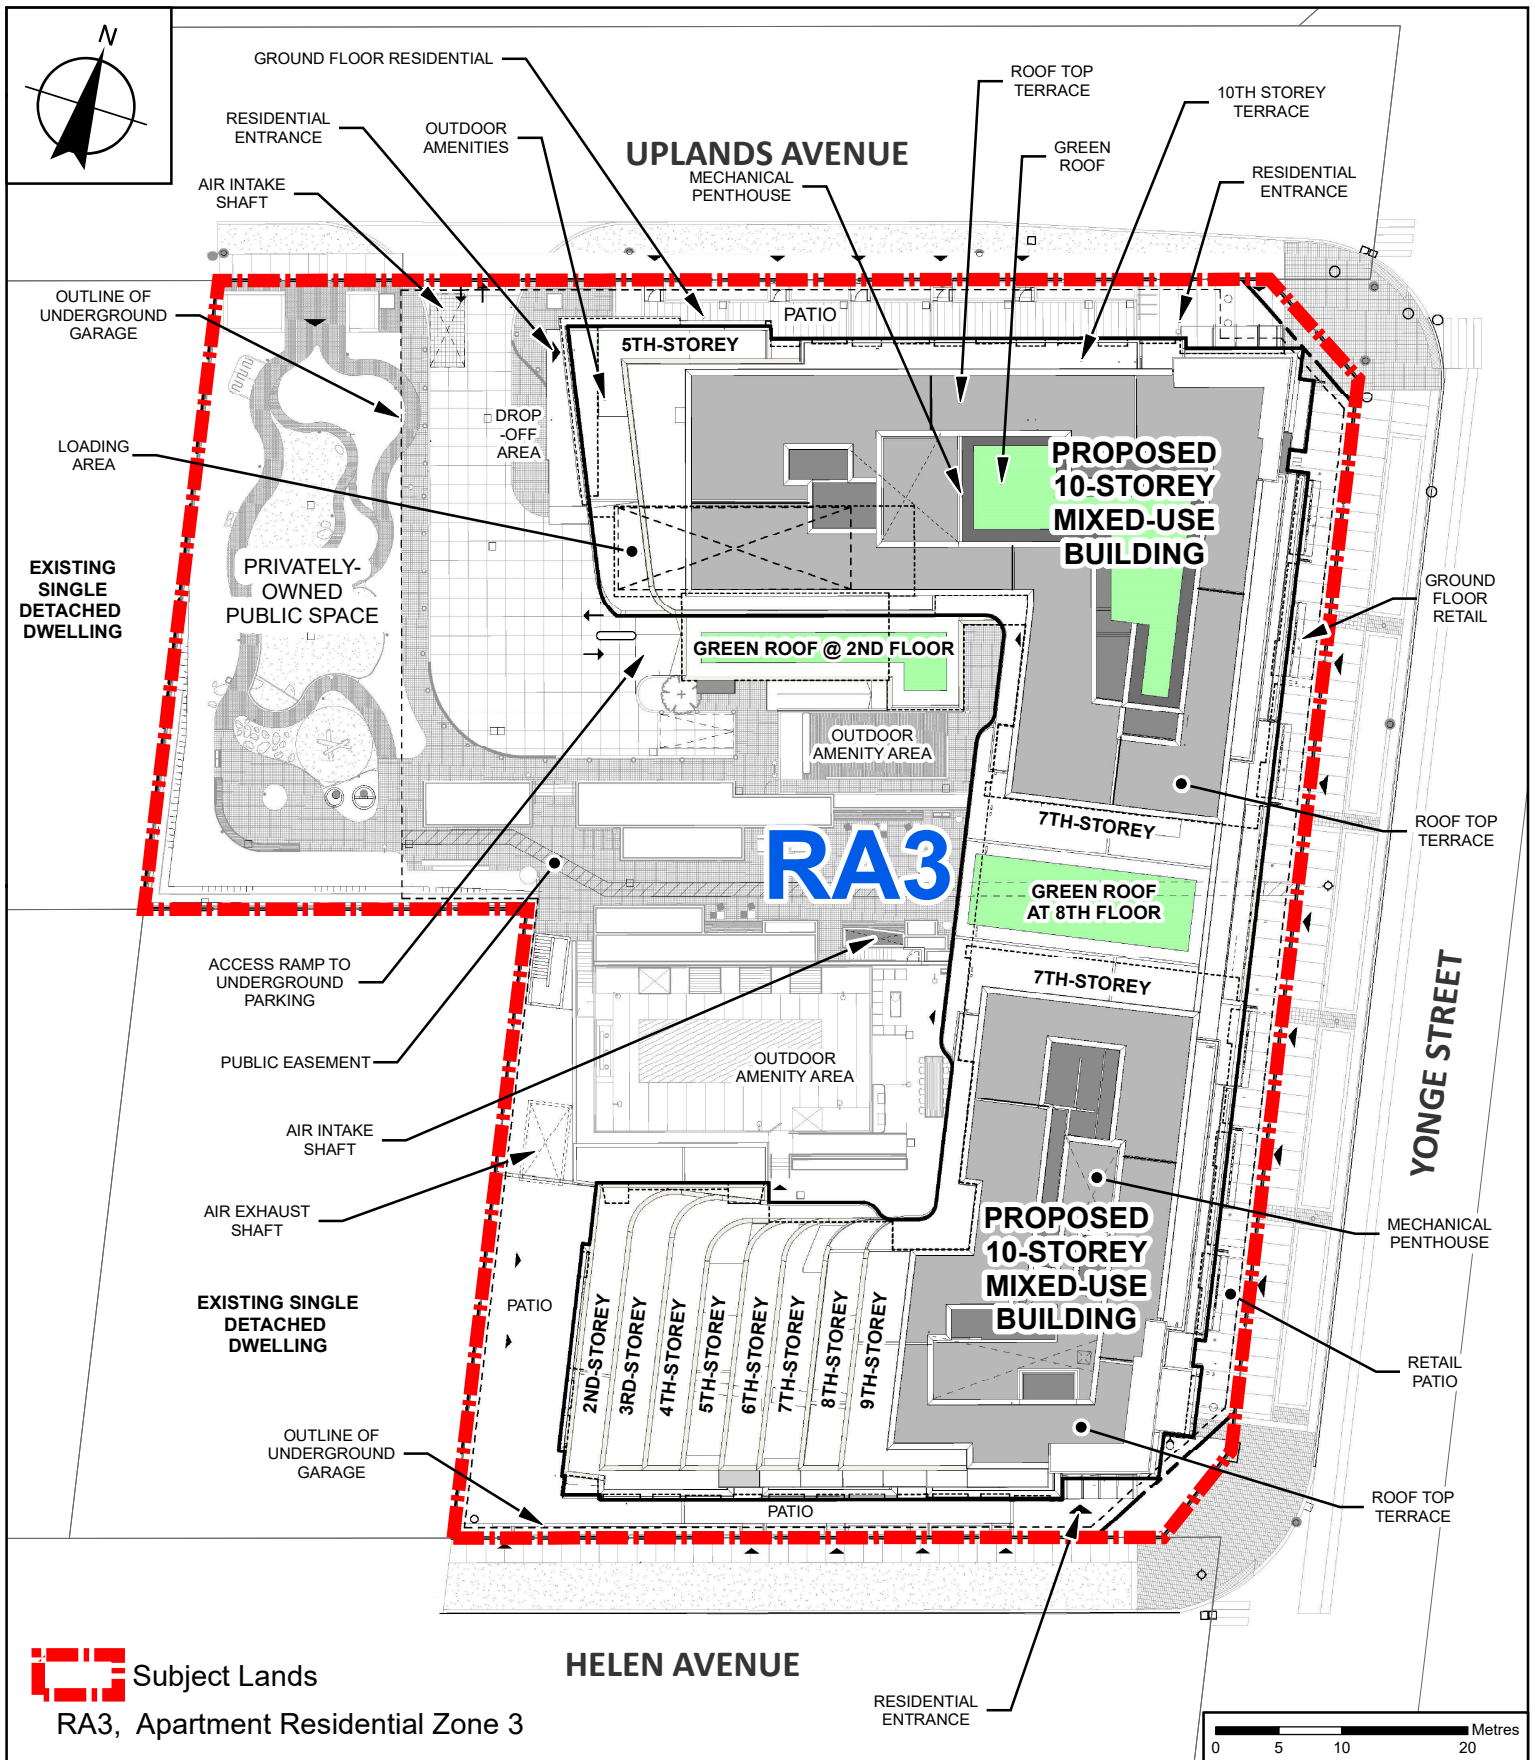 N
GROUND FLOOR RESIDENTIAL
ROOF TOP
TERRACE
10TH STOREY
TERRACE
RESIDENTIAL
ENTRANCE
OUTDOOR
AMENITIES
UPLANDS AVENUE
GREEN
ROOF
MECHANICAL
PENTHOUSE
RESIDENTIAL
ENTRANCE
AIR INTAKE
SHAFT
OUTLINE OF
UNDERGROUND
GARAGE
PATIO
5TH-STOREY
DROP
-OFF
AREA
LOADING
AREA
PROPOSED
10-STOREY
MIXED-USE
BUILDING
EXISTING
SINGLE
DETACHED
DWELLING
PRIVATELY-
OWNED
PUBLIC SPACE
GROUND
FLOOR
RETAIL
GREEN ROOF @ 2ND FLOOR
OUTDOOR
AMENITY AREA
7TH-STOREY
ROOF TOP
TERRACE
RA3
GREEN ROOF
AT 8TH FLOOR
ACCESS RAMP TO
UNDERGROUND
PARKING
7TH-STOREY
YONGE STREET
PUBLIC EASEMENT
OUTDOOR
AMENITY AREA
AIR INTAKE
SHAFT
AIR EXHAUST
SHAFT
PROPOSED
10-STOREY
MIXED-USE
BUILDING
MECHANICAL
PENTHOUSE
EXISTING SINGLE
DETACHED
DWELLING
PATIO
2ND-STOREY
3RD-STOREY
4TH-STOREY
5TH-STOREY
6TH-STOREY
7TH-STOREY
8TH-STOREY
9TH-STOREY
RETAIL
PATIO
OUTLINE OF
UNDERGROUND
GARAGE
PATIO
ROOF TOP
TERRACE
HELEN AVENUE
Subject Lands
RA3, Apartment Residential Zone 3
RESIDENTIAL
ENTRANCE
Metres
0 5 10 20